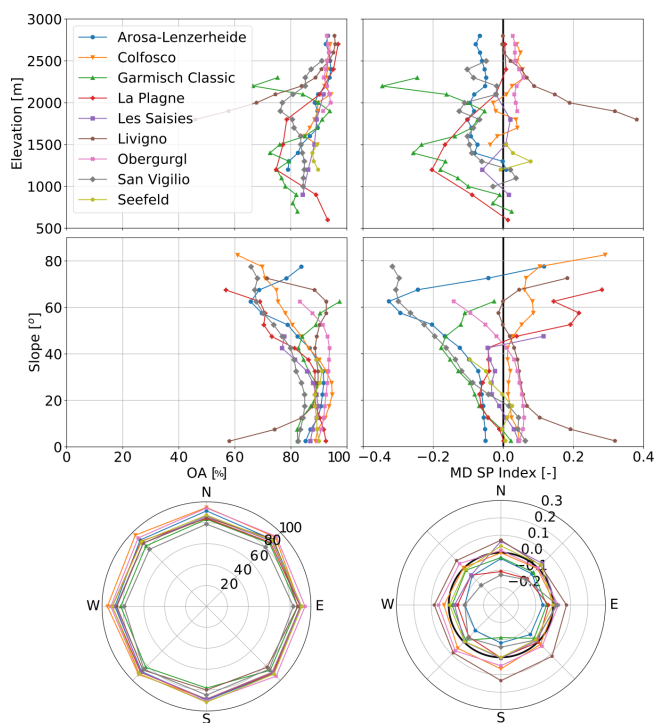 3000
2500
2000
1500
1000
500
Elevation [m]
Arosa-Lenzerheide
Colfosco
Garmisch Classic
La Plagne
Les Saisies
Livigno
Obergurgl
San Vigilio
Seefeld
80
60
40
20
0
Slope [°]
0 20 40 60 80 100
OA [%]
−0.4 −0.2 0.0 0.2 0.4
MD SP Index [-]
N
100
80
60
40
20
W
E
S
N
0.3
0.2
0.1
0.0
−0.1
−0.2
W
E
S